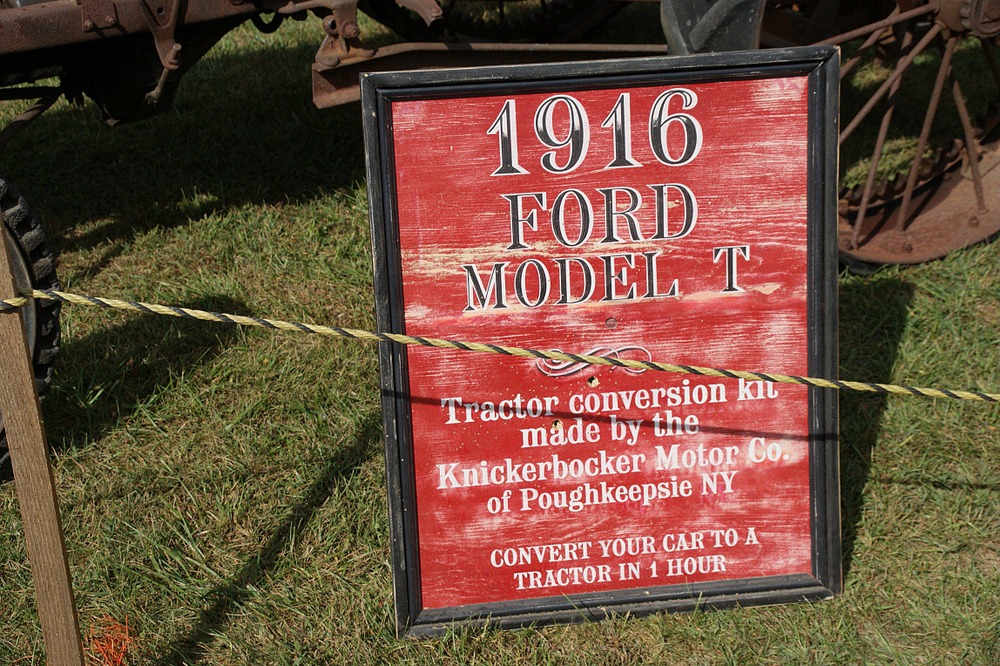 1916
FORD
MODEL T
Tractor conversion kit
made by the
Knickerbocker Motor Co.
of Poughkeepsie NY
CONVERT YOUR CAR TO A
TRACTOR IN 1 HOUR